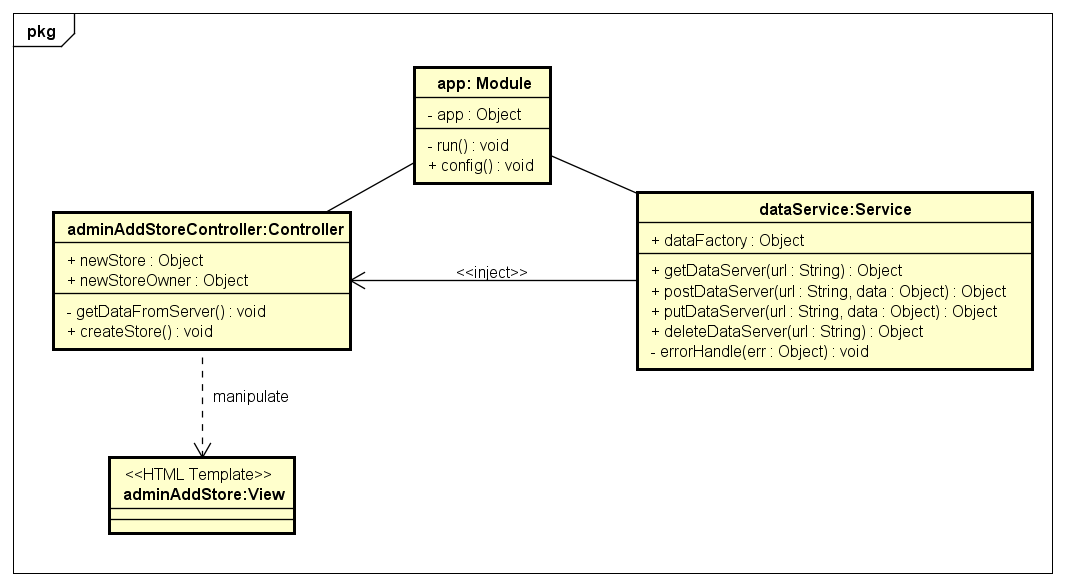 pkg
app: Module
- app : Object
- run() : void
+ config() : void
adminAddStoreController:Controller
+ newStore : Object
+ newStoreOwner : Object
- getDataFromServer() : void
+ createStore() : void
dataService:Service
+ dataFactory : Object
+ getDataServer(url : String) : Object
+ postDataServer(url : String, data : Object) : Object
+ putDataServer(url : String, data : Object) : Object
+ deleteDataServer(url : String) : Object
- errorHandle(err : Object) : void
<<inject>>
manipulate
<<HTML Template>>
adminAddStore:View